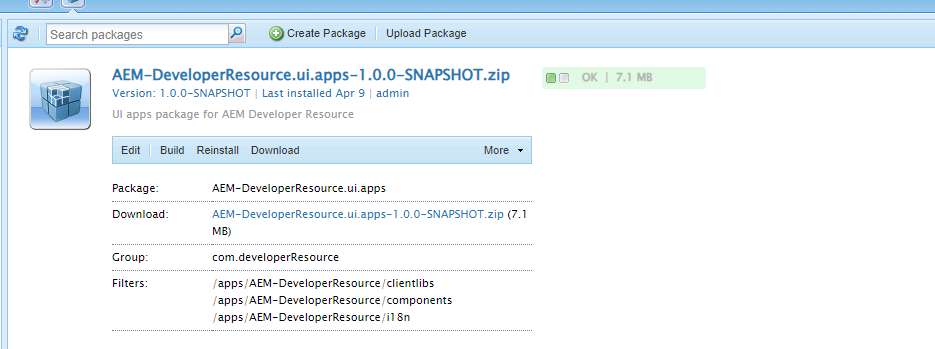 Search packages Create Package | Upload Package
AEM-DeveloperResource.ui.apps-1.0.0-SNAPSHOT.zip OK | 7.1 MB
Version: 1.0.0-SNAPSHOT | Last installed Apr 9 | admin
UI apps package for AEM Developer Resource
Edit Build Reinstall Download More
Package: AEM-DeveloperResource.ui.apps
Download: AEM-DeveloperResource.ui.apps-1.0.0-SNAPSHOT.zip (7.1
MB)
Group: com.developerResource
Filters: /apps/AEM-DeveloperResource/clientlibs
/apps/AEM-DeveloperResource/components
/apps/AEM-DeveloperResource/i18n